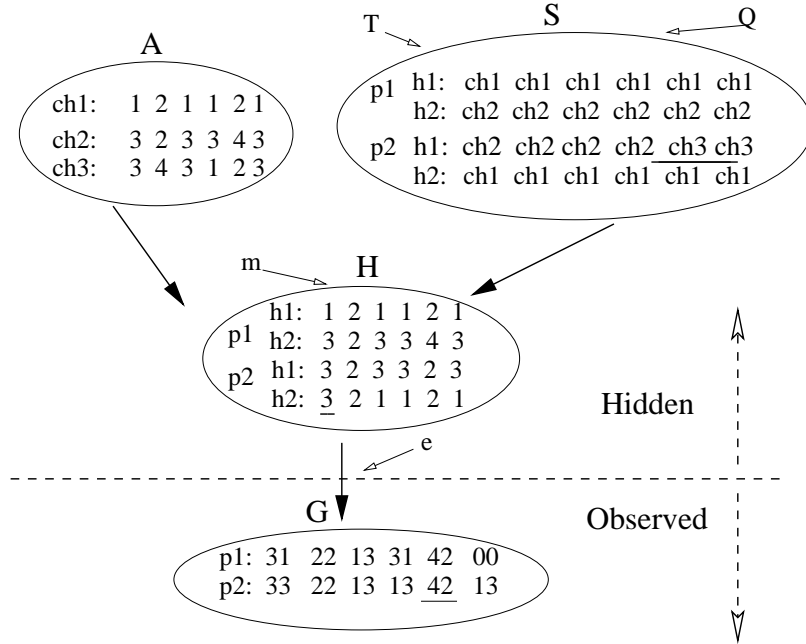 A
ch1: 1 2 1 1 2 1
ch2: 3 2 3 3 4 3
ch3: 3 4 3 1 2 3
T
S
Q
p1 h1: ch1 ch1 ch1 ch1 ch1 ch1
h2: ch2 ch2 ch2 ch2 ch2 ch2
p2 h1: ch2 ch2 ch2 ch2 ch3 ch3
h2: ch1 ch1 ch1 ch1 ch1 ch1
m
H
p1 h1: 1 2 1 1 2 1
h2: 3 2 3 3 4 3
p2 h1: 3 2 3 3 2 3
h2: 3 2 1 1 2 1
Hidden
e
G
Observed
p1: 31 22 13 31 42 00
p2: 33 22 13 13 42 13